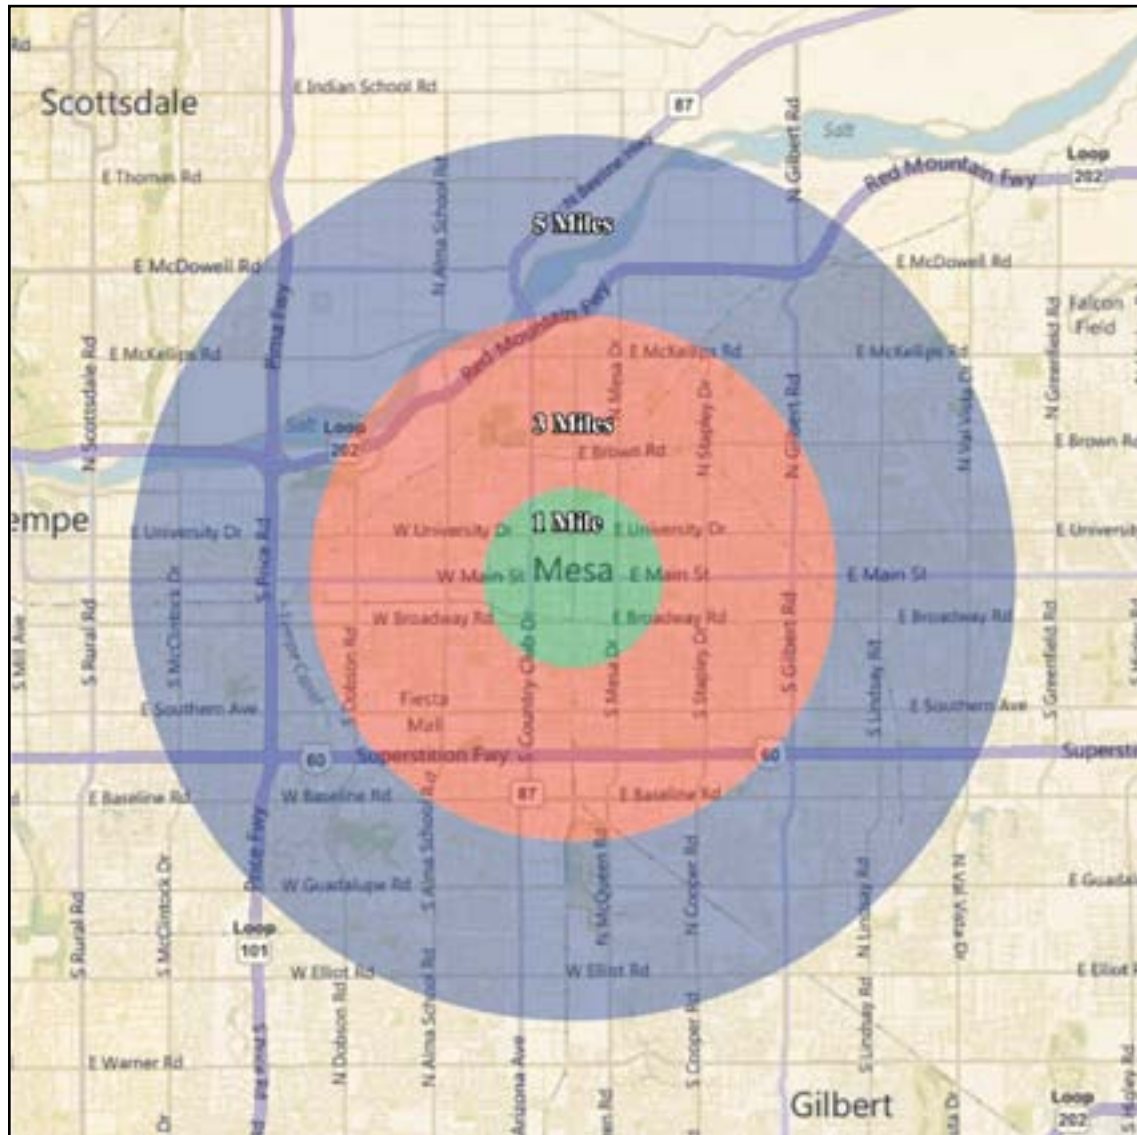 Rd
Scottsdale
E Indian School Rd
87
Salt
Loop
202
N Gilbert Rd
Red Mountain Fwy
E Thomas Rd
N Alma School Rd
N Beeline Hwy
5 Miles
E McDowell Rd
E McDowell Rd
Pima Fwy
Red Mountain Fwy
Falcon
Field
N Scottsdale Rd
E McKellips Rd
N Mesa Dr
E McKellips Rd
E McKellips Rd
N Greenfield Rd
N Gilbert Rd
N Stapley Dr
N Val Vista Dr
Salt
Loop
202
3 Miles
E Brown Rd
E Brown Rd
empe
E University Dr
W University Dr
1 Mile
E University Dr
E University
S Price Rd
Mesa
W Main St
E Main St
E Main St
S McClintock Dr
W Broadway Rd
E Broadway Rd
E Broadway Rd
S Mill Ave
S Rural Rd
Tempe Canal
S Dobson Rd
S Country Club Dr
S Mesa Dr
S Stapley Dr
S Gilbert Rd
S Lindsay Rd
S Greenfield Rd
E Southern Ave
Fiesta
Mall
E Southern Ave
60
Superstition Fwy
60
Superst
E Baseline Rd
W Baseline Rd
87
E Baseline Rd
Price Fwy
S Alma School Rd
W Guadalupe Rd
N McQueen Rd
N Cooper Rd
N Lindsay Rd
N Val Vista Dr
E Guadal
S Rural Rd
S McClintock Dr
Loop
101
W Elliot Rd
W Elliot Rd
E Elliot R
N Dobson Rd
N Alma School Rd
S Cooper Rd
S Lindsay Rd
E Warner Rd
Arizona Ave
Gilbert
Loop
202
S Higley Rd
Dr